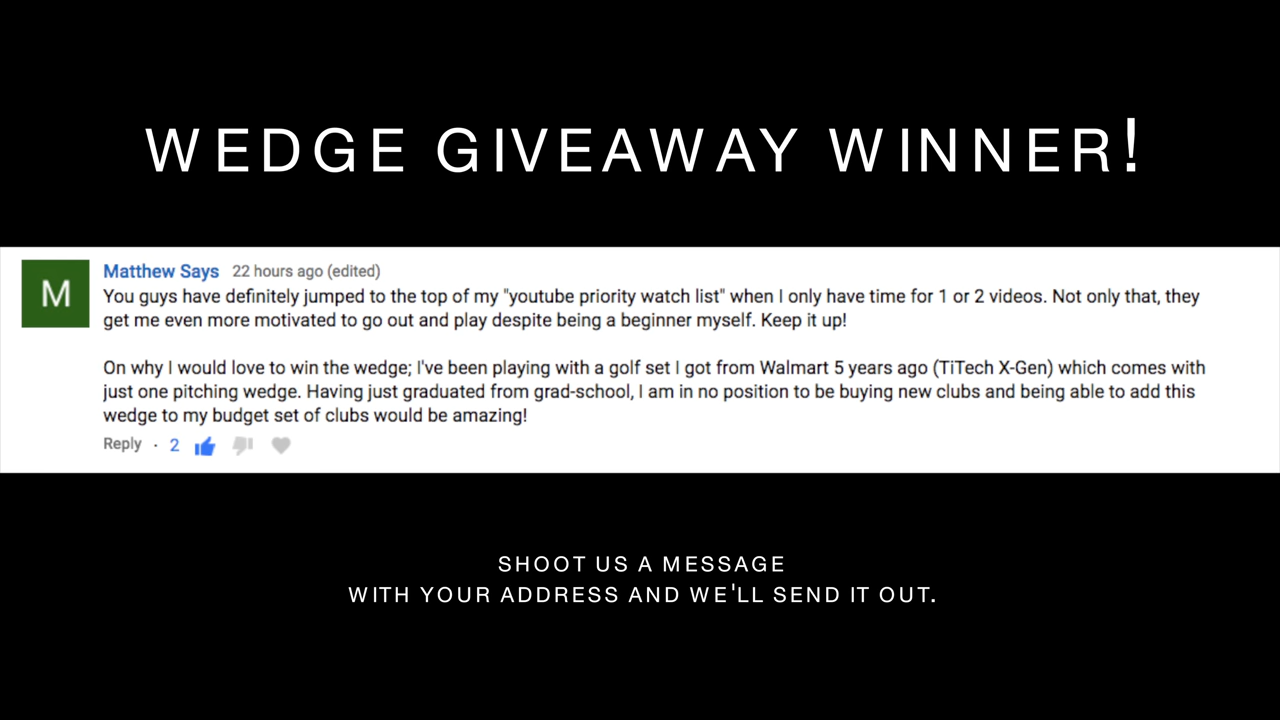 WEDGE GIVEAWAY WINNER!
M
Matthew Says 22 hours ago (edited)
You guys have definitely jumped to the top of my "youtube priority watch list" when I only have time for 1 or 2 videos. Not only that, they
get me even more motivated to go out and play despite being a beginner myself. Keep it up!
On why I would love to win the wedge; I've been playing with a golf set I got from Walmart 5 years ago (TiTech X-Gen) which comes with
just one pitching wedge. Having just graduated from grad-school, I am in no position to be buying new clubs and being able to add this
wedge to my budget set of clubs would be amazing!
Reply · 2
SHOOT US A MESSAGE
WITH YOUR ADDRESS AND WE'LL SEND IT OUT.